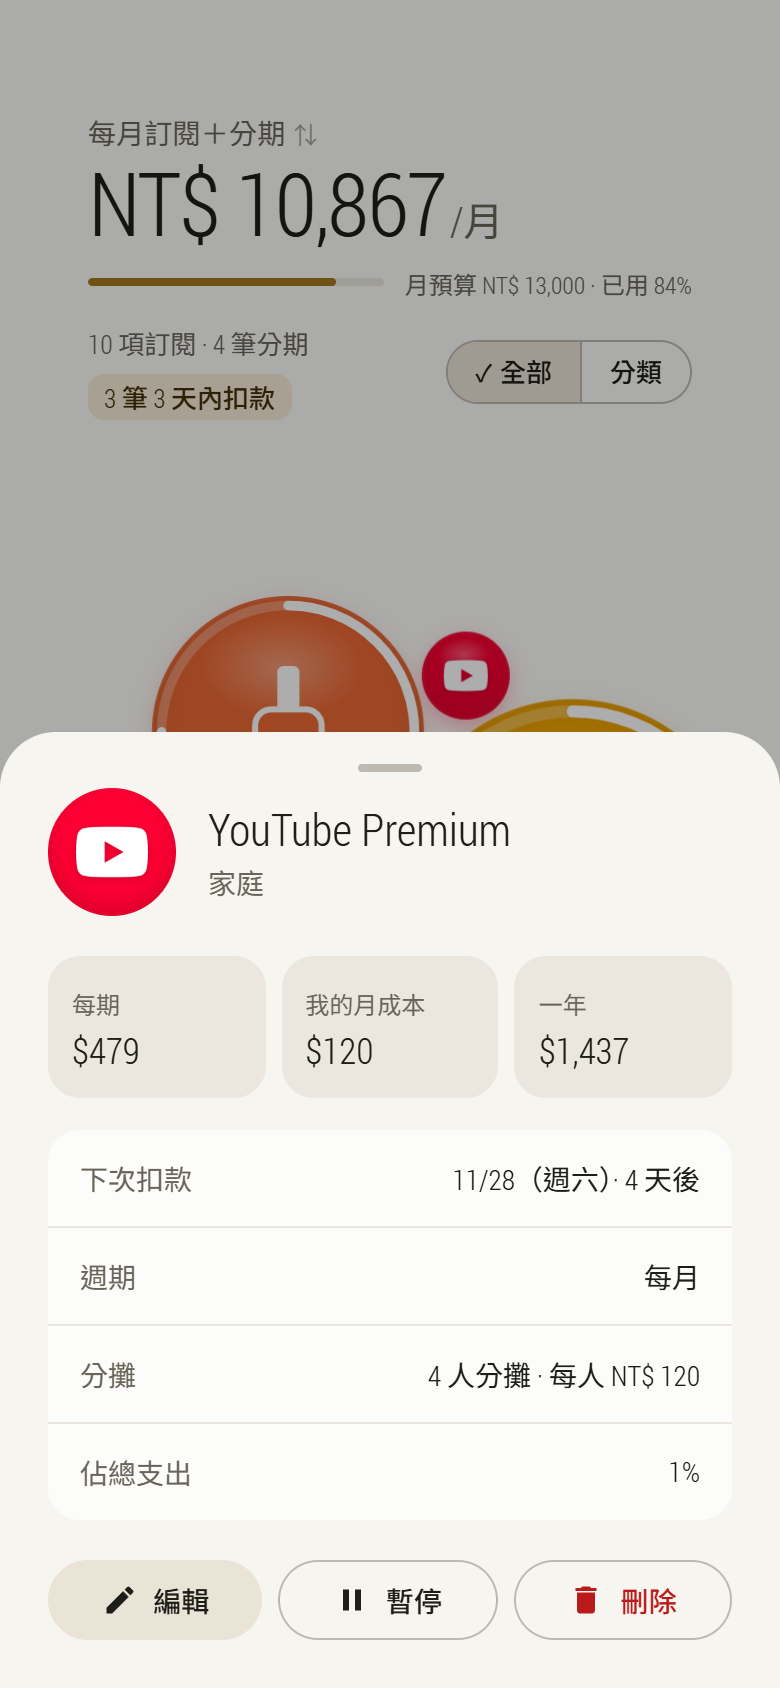 每月訂閱＋分期 ⇅
NT$ 10,867/月
月預算 NT$ 13,000 · 已用 84%
10 項訂閱 · 4 筆分期
3 筆 3 天內扣款
✓ 全部
分類
YouTube Premium
家庭
每期
$479
我的月成本
$120
一年
$1,437
下次扣款
11/28（週六）· 4 天後
週期
每月
分攤
4 人分攤 · 每人 NT$ 120
佔總支出
1%
編輯
暫停
刪除